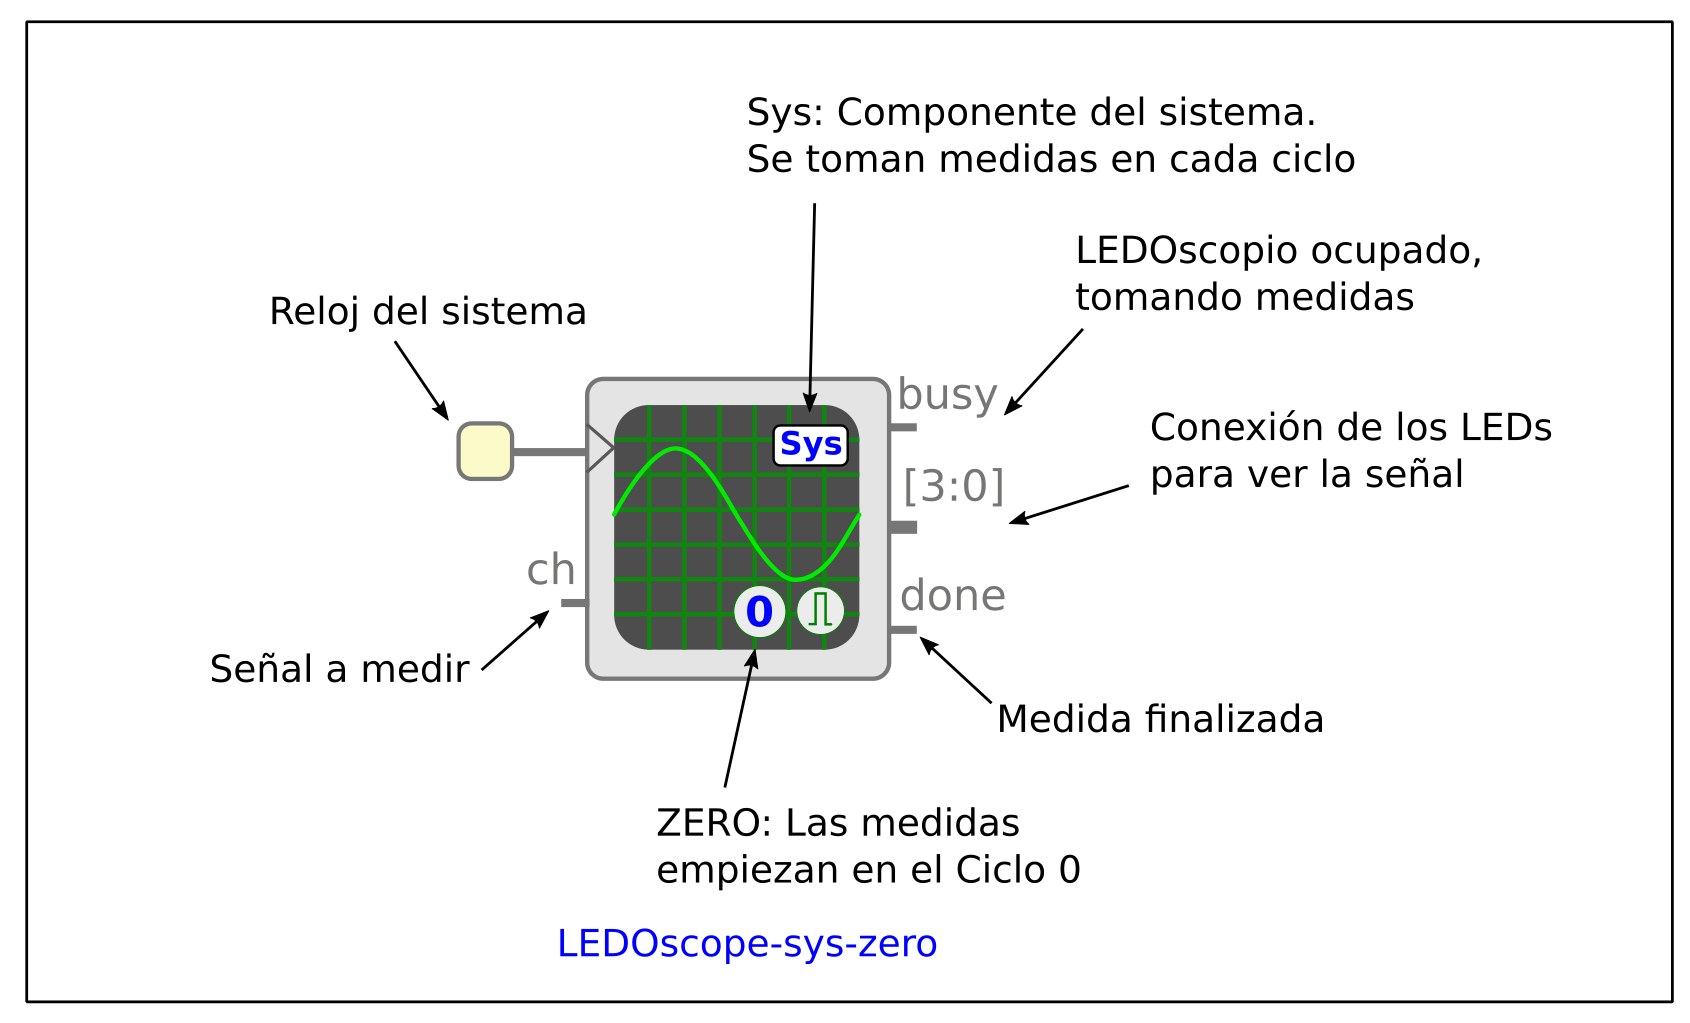 Sys: Componente del sistema.
Se toman medidas en cada ciclo
LEDOscopio ocupado,
tomando medidas
Reloj del sistema
busy
Conexión de los LEDs
para ver la señal
Sys
[3:0]
ch
done
0
Señal a medir
Medida finalizada
ZERO: Las medidas
empiezan en el Ciclo 0
LEDOscope-sys-zero